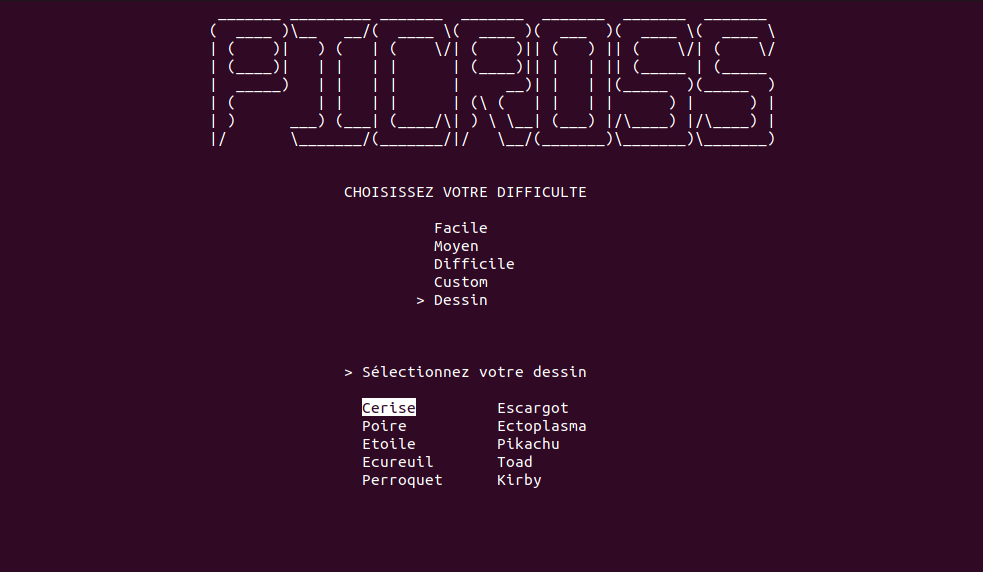 PICROSS
CHOISISSEZ VOTRE DIFFICULTE
Facile
Moyen
Difficile
Custom
> Dessin
> Sélectionnez votre dessin
Cerise Escargot
Poire Ectoplasma
Etoile Pikachu
Ecureuil Toad
Perroquet Kirby